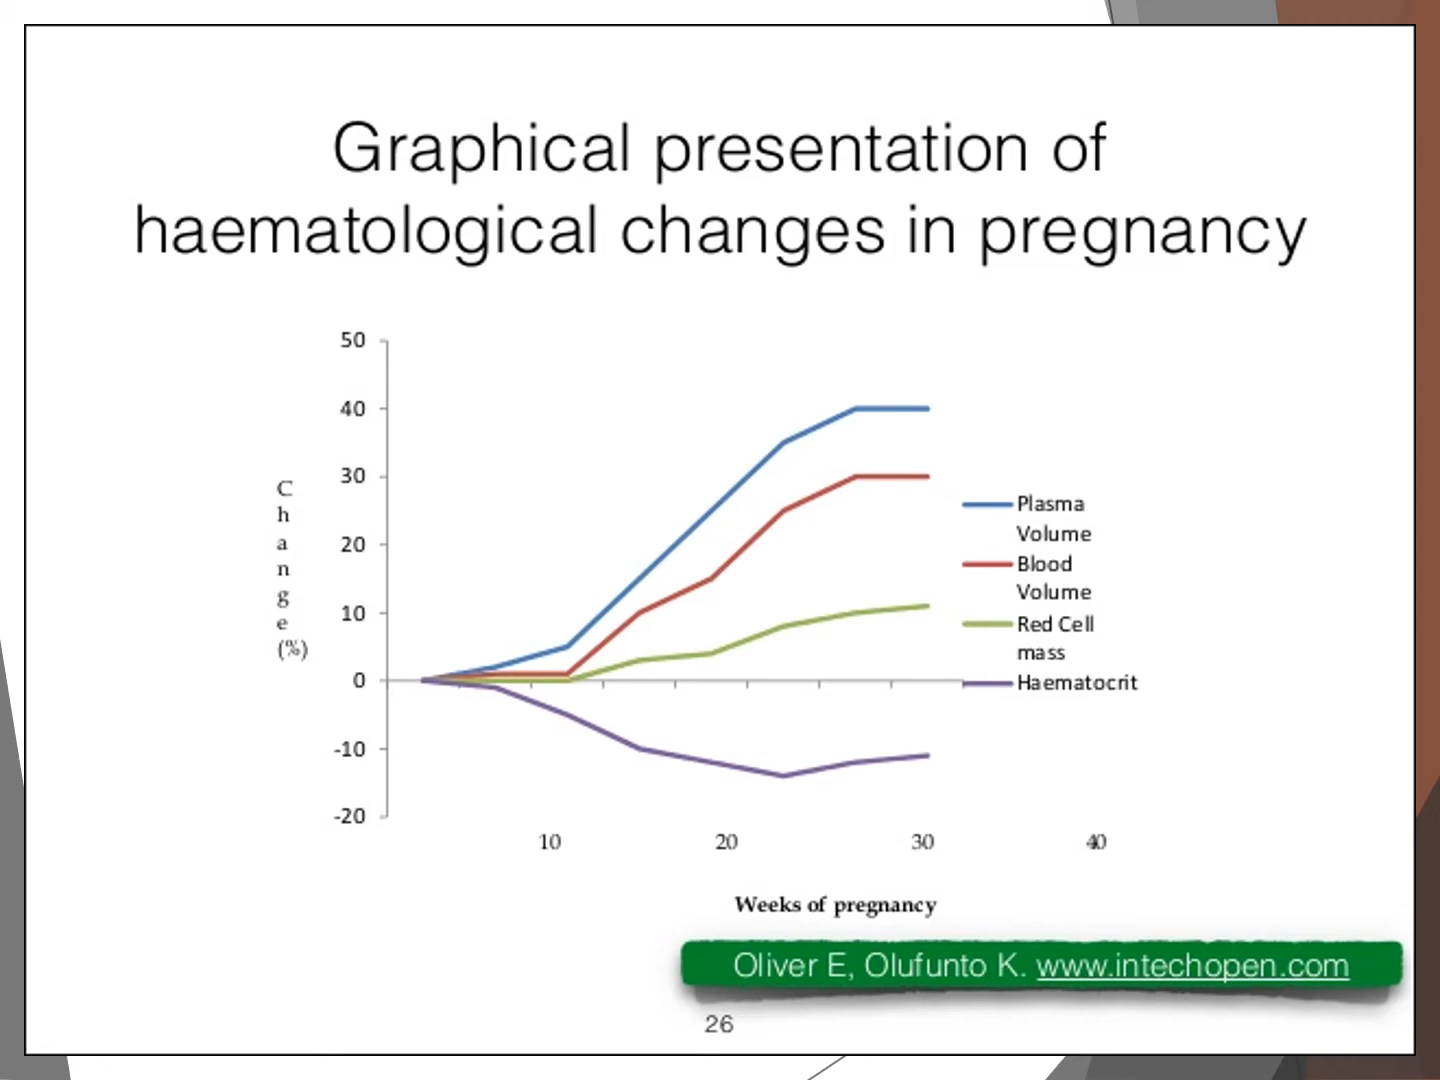 Graphical presentation of
haematological changes in pregnancy
50
40
30
20
10
0
-10
-20
C
h
a
n
g
e
(%)
Plasma
Volume
Blood
Volume
Red Cell
mass
Haematocrit
10 20 30 40
Weeks of pregnancy
Oliver E, Olufunto K. www.intechopen.com
26